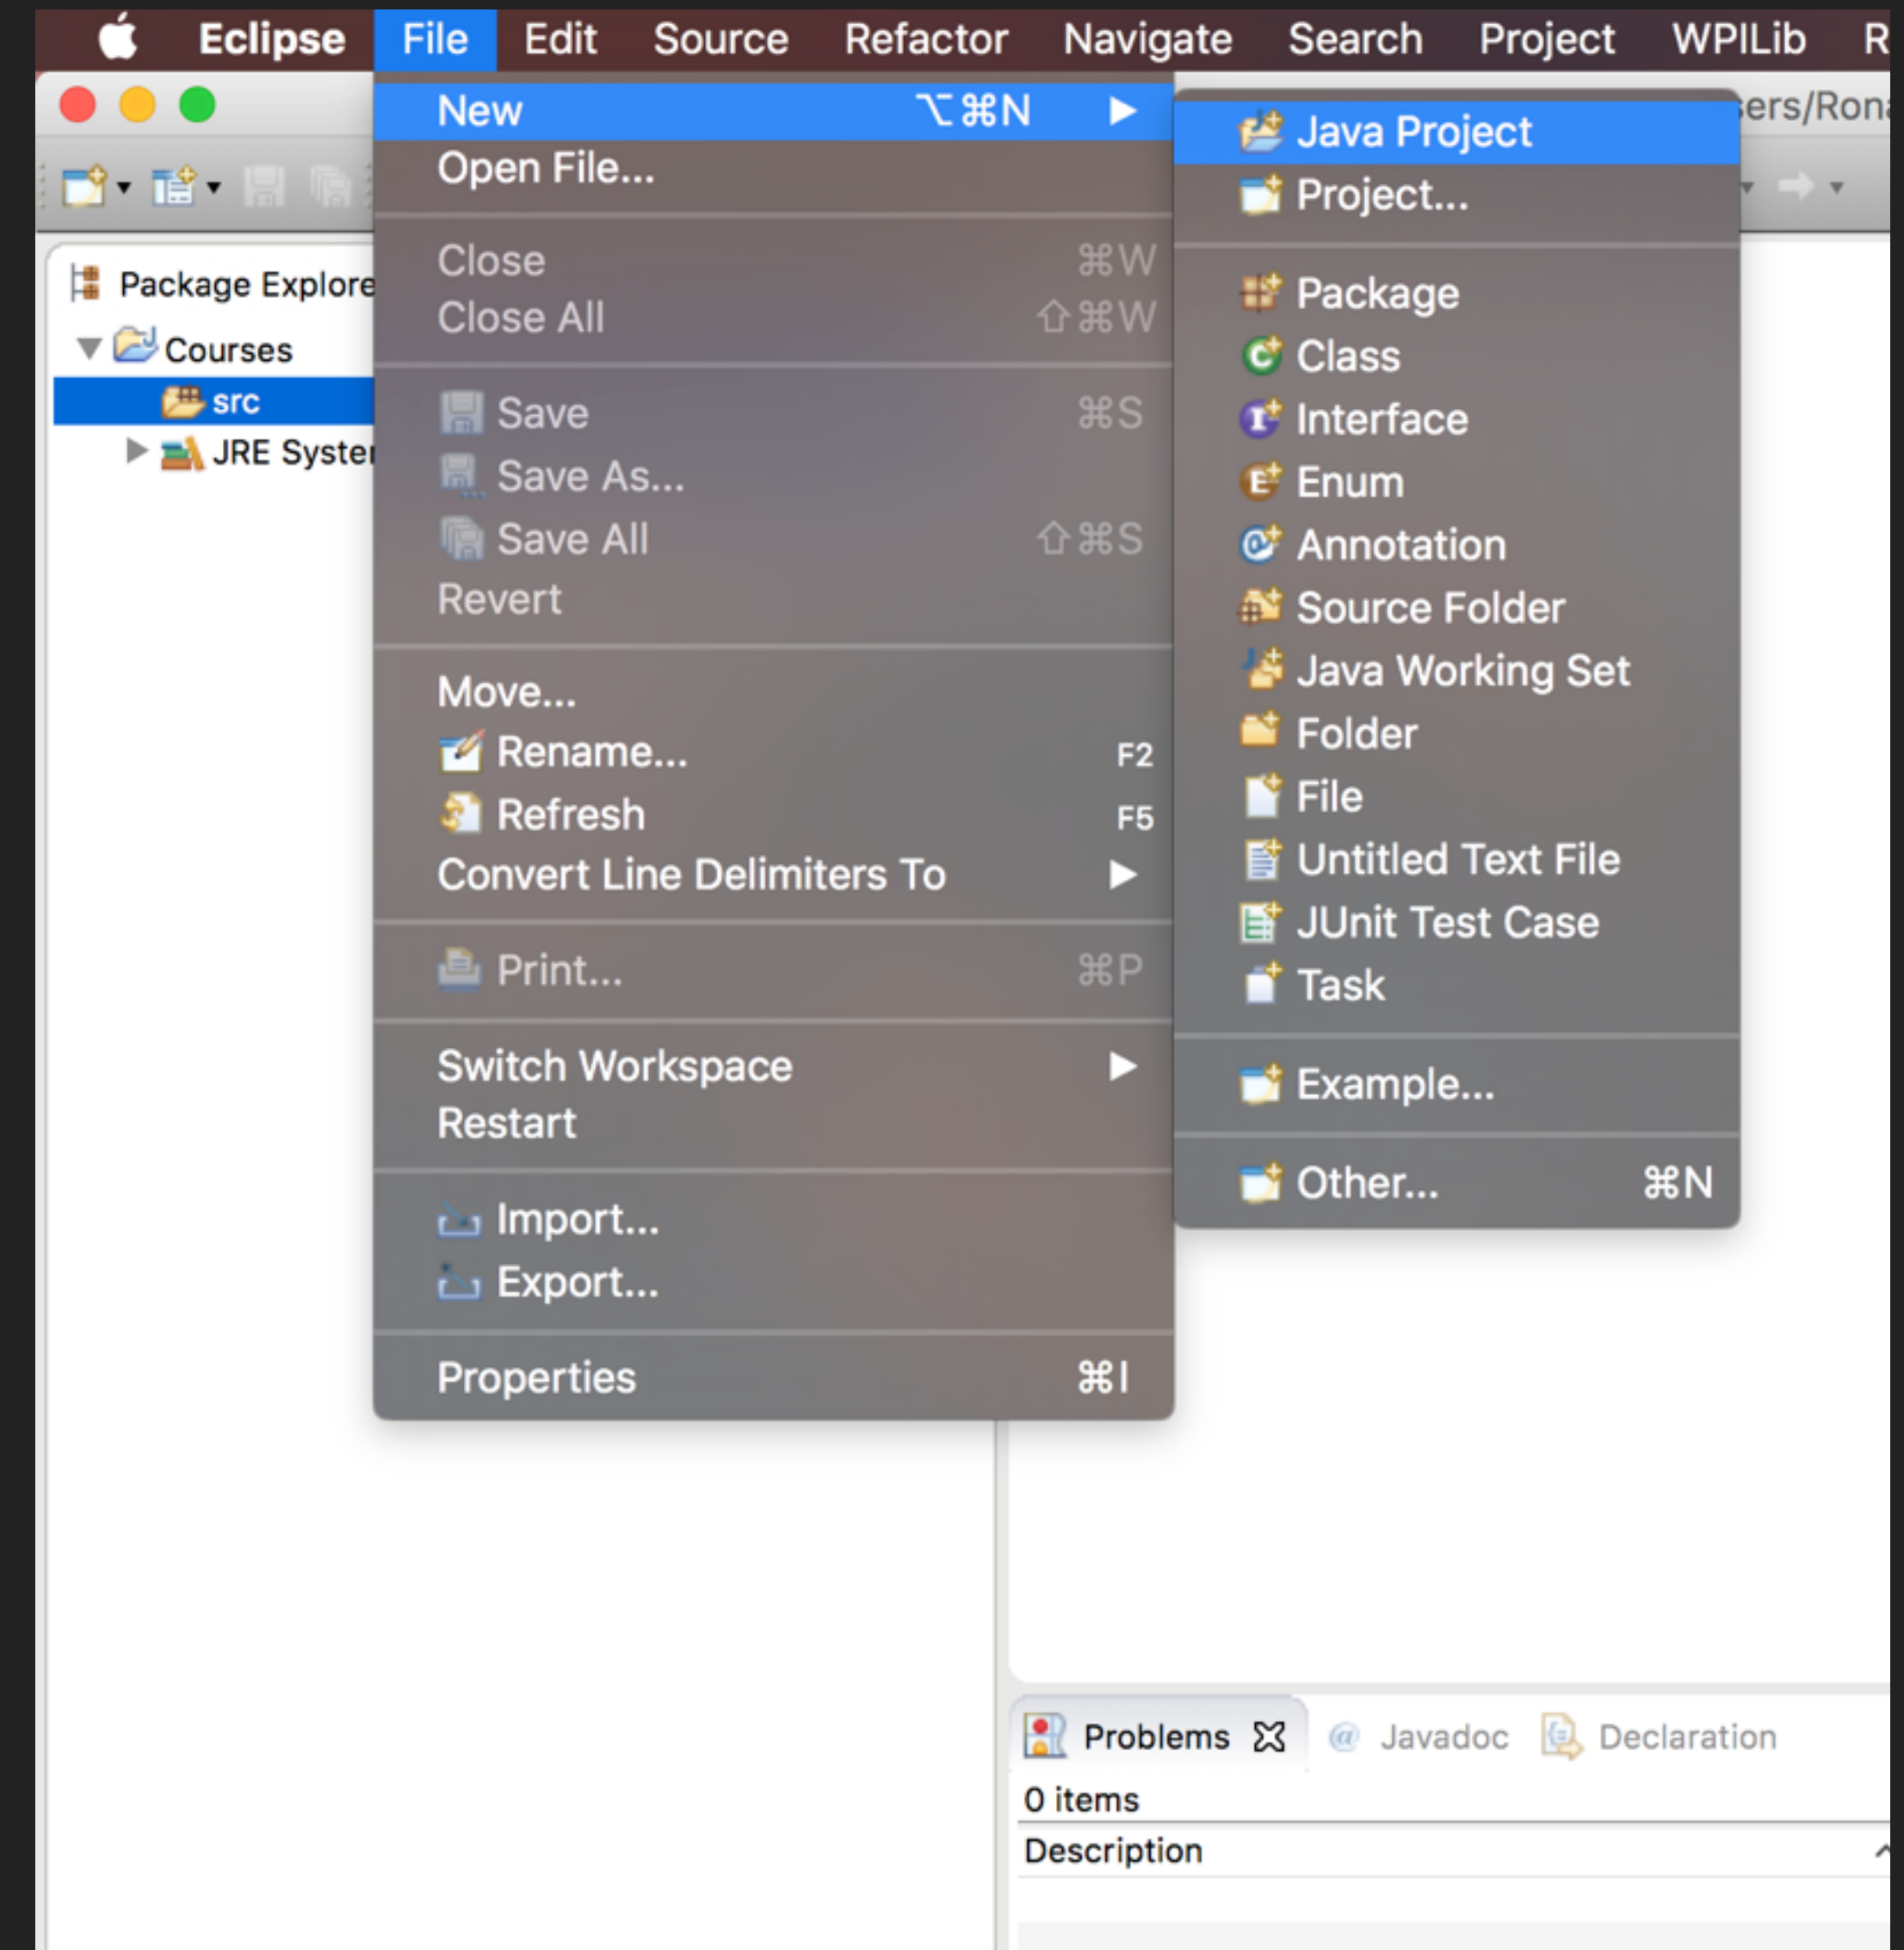 Eclipse File Edit Source Refactor Navigate Search Project WPILib R
New ⌥⌘N ▶
Open File...
Close ⌘W
Close All ⇧⌘W
Save ⌘S
Save As...
Save All ⇧⌘S
Revert
Move...
Rename... F2
Refresh F5
Convert Line Delimiters To ▶
Print... ⌘P
Switch Workspace ▶
Restart
Import...
Export...
Properties ⌘I
Java Project
Project...
Package
Class
Interface
Enum
Annotation
Source Folder
Java Working Set
Folder
File
Untitled Text File
JUnit Test Case
Task
Example...
Other... ⌘N
sers/Rona
Package Explore
Courses
src
JRE Syster
Problems Javadoc Declaration
0 items
Description